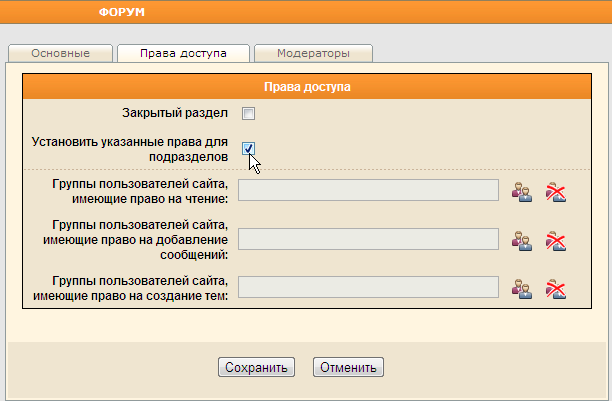 ФОРУМ
Основные
Права доступа
Модераторы
Права доступа
Закрытый раздел
Установить указанные права для
подразделов
Группы пользователей сайта,
имеющие право на чтение:
Группы пользователей сайта,
имеющие право на добавление
сообщений:
Группы пользователей сайта,
имеющие право на создание тем:
Сохранить
Отменить